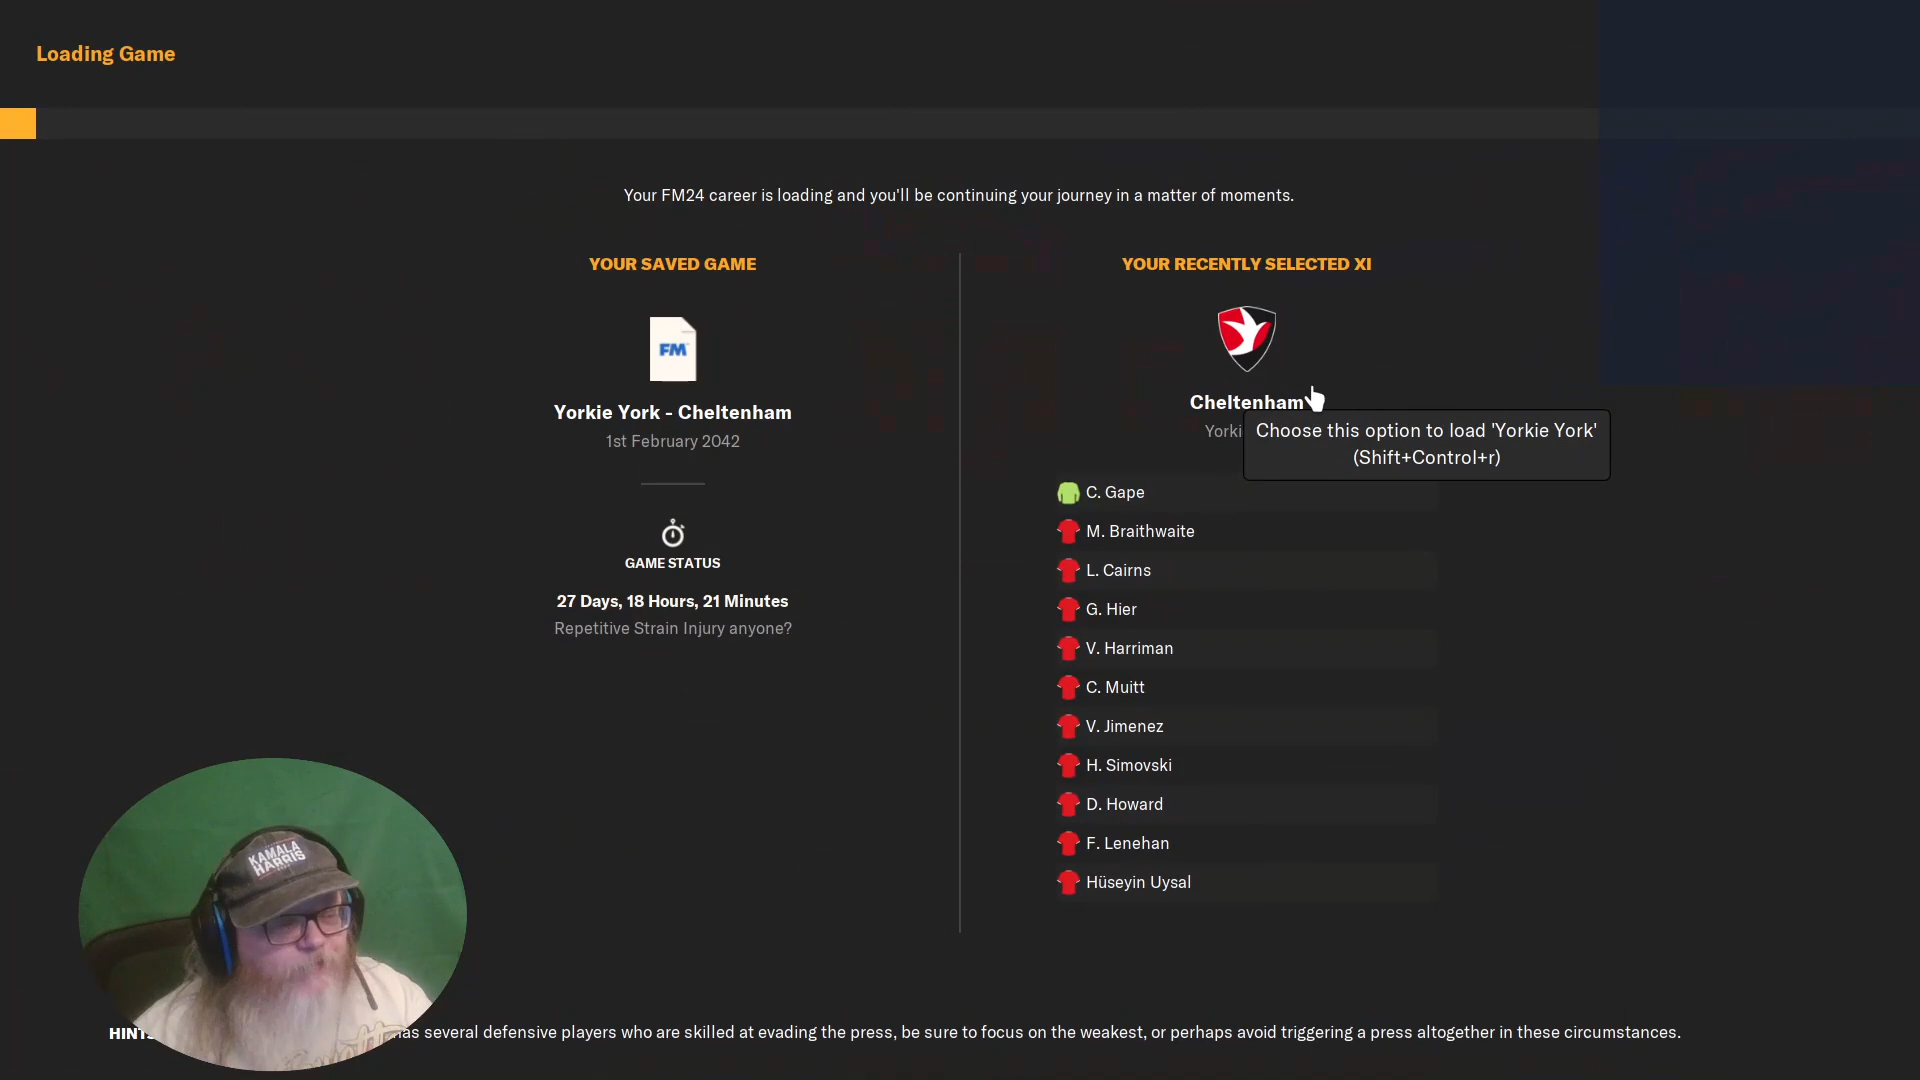 Loading Game
Your FM24 career is loading and you'll be continuing your journey in a matter of moments.
YOUR SAVED GAME
FM
Yorkie York - Cheltenham
1st February 2042
GAME STATUS
27 Days, 18 Hours, 21 Minutes
Repetitive Strain Injury anyone?
YOUR RECENTLY SELECTED XI
Cheltenham
Choose this option to load 'Yorkie York'
(Shift+Control+r)
C. Gape
M. Braithwaite
L. Cairns
G. Hier
V. Harriman
C. Muitt
V. Jimenez
H. Simovski
D. Howard
F. Lenehan
Hüseyin Uysal
KAMALA
HARRIS
several defensive players who are skilled at evading the press, be sure to focus on the weakest, or perhaps avoid triggering a press altogether in these circumstances.